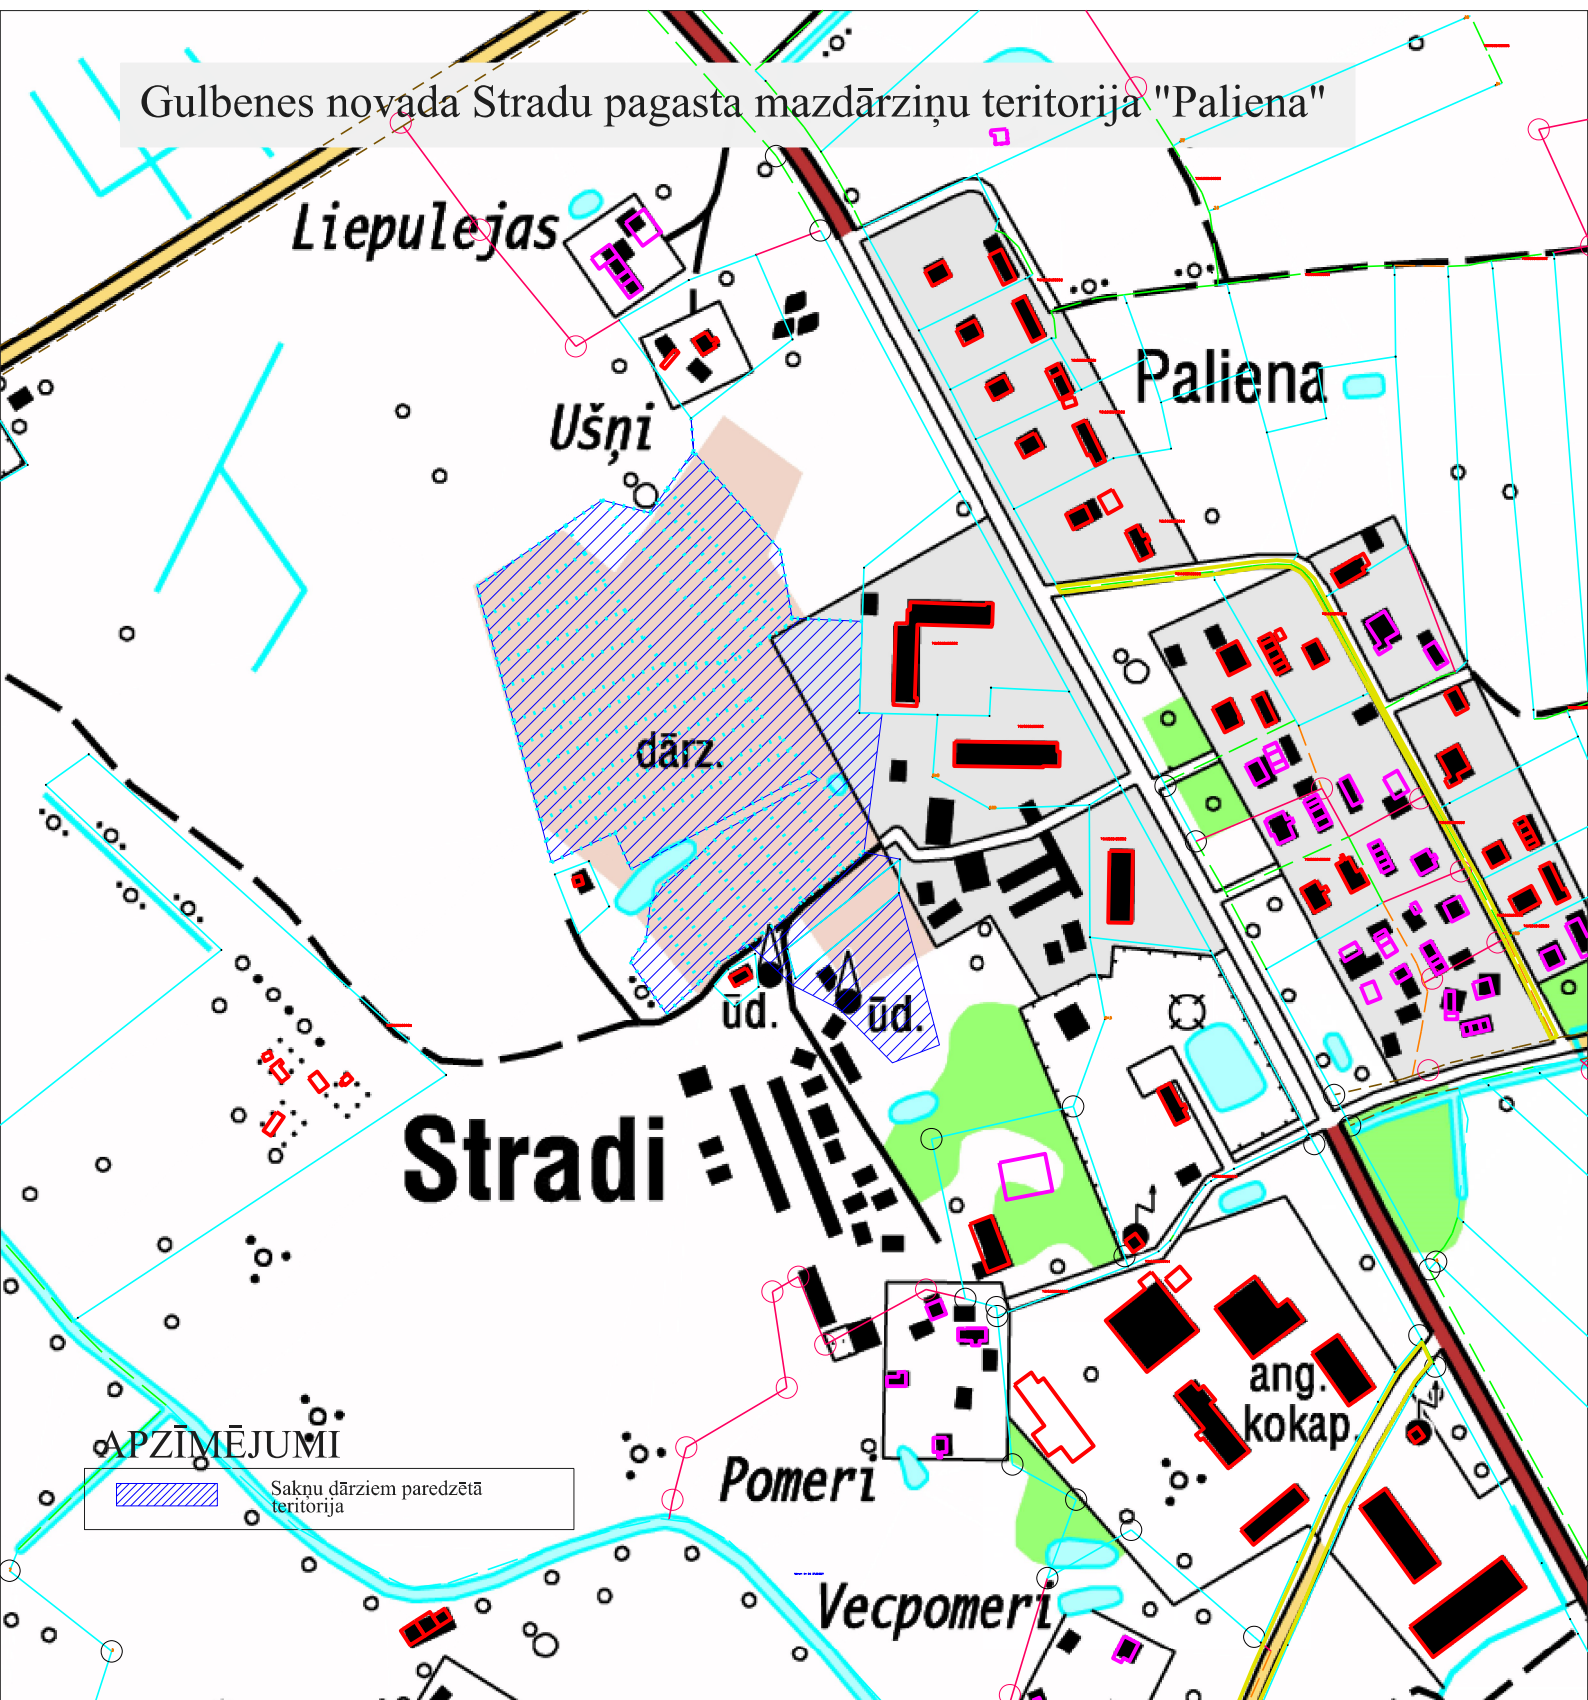 Gulbenes novada Stradu pagasta mazdārziņu teritorija "Paliena"
Liepulejas
Paliena
Ušņi
dārz.
ūd.
ūd.
Stradi
ang.
kokap.
APZĪMĒJUMI
Pomeri
Sakņu dārziem paredzētā
teritorija
Vecpomeri